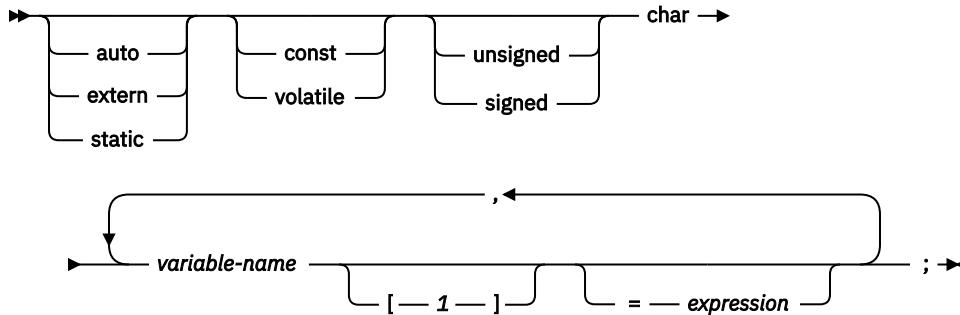 char
auto const unsigned
extern volatile signed
static
,
variable-name ;
[ 1 ] = expression